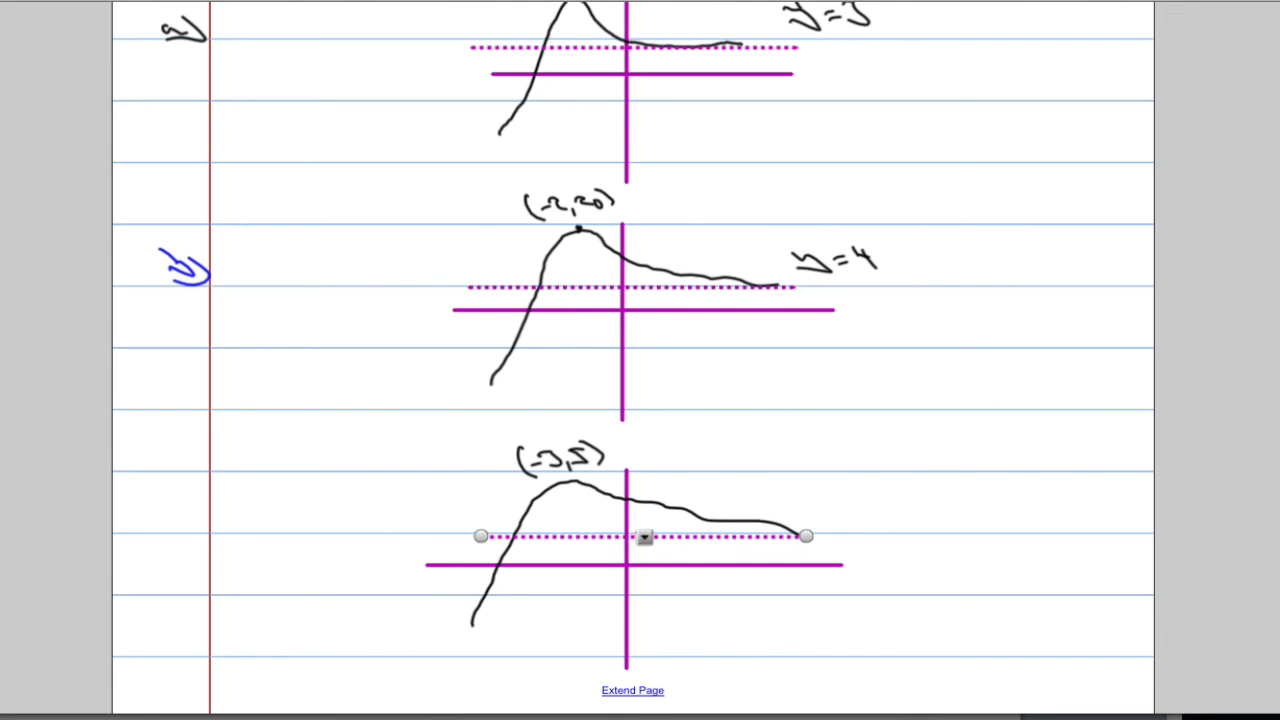 a)
y=3
(-2,20)
y=4
(-3,5)
Extend Page